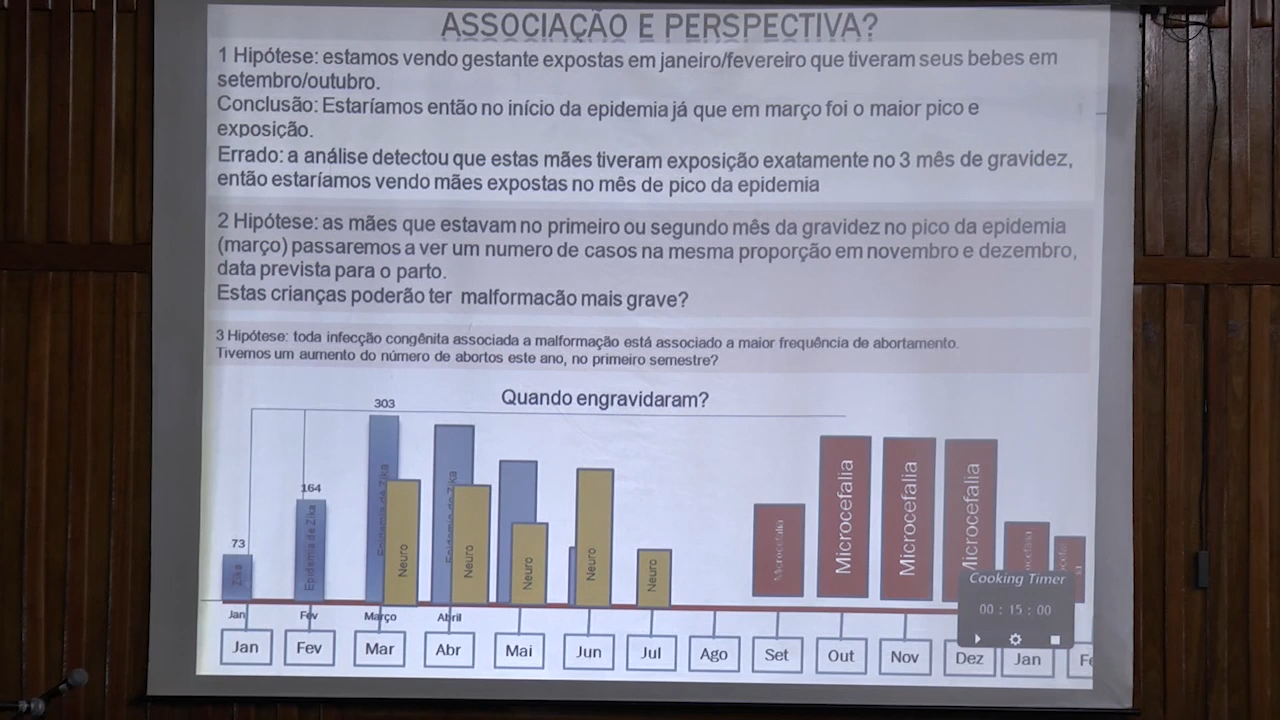 ASSOCIAÇÃO E PERSPECTIVA?
1 Hipótese: estamos vendo gestante expostas em janeiro/fevereiro que tiveram seus bebes em
setembro/outubro.
Conclusão: Estaríamos então no início da epidemia já que em março foi o maior pico e
exposição.
Errado: a análise detectou que estas mães tiveram exposição exatamente no 3 mês de gravidez,
então estaríamos vendo mães expostas no mês de pico da epidemia
2 Hipótese: as mães que estavam no primeiro ou segundo mês da gravidez no pico da epidemia
(março) passaremos a ver um numero de casos na mesma proporção em novembro e dezembro,
data prevista para o parto.
Estas crianças poderão ter malformacão mais grave?
3 Hipótese: toda infecção congênita associada a malformação está associado a maior frequência de abortamento.
Tivemos um aumento do número de abortos este ano, no primeiro semestre?
Quando engravidaram?
303
164
73
Zika
Epidemia de Zika
Epidemia de Zika
Neuro
Epidemia de Zika
Neuro
Neuro
Neuro
Neuro
Microcefalia
Microcefalia
Microcefalia
Microcefalia
Cooking Timer
00 : 15 : 00
Jan
Fev
Março
Abril
Jan
Fev
Mar
Abr
Mai
Jun
Jul
Ago
Set
Out
Nov
Dez
Jan